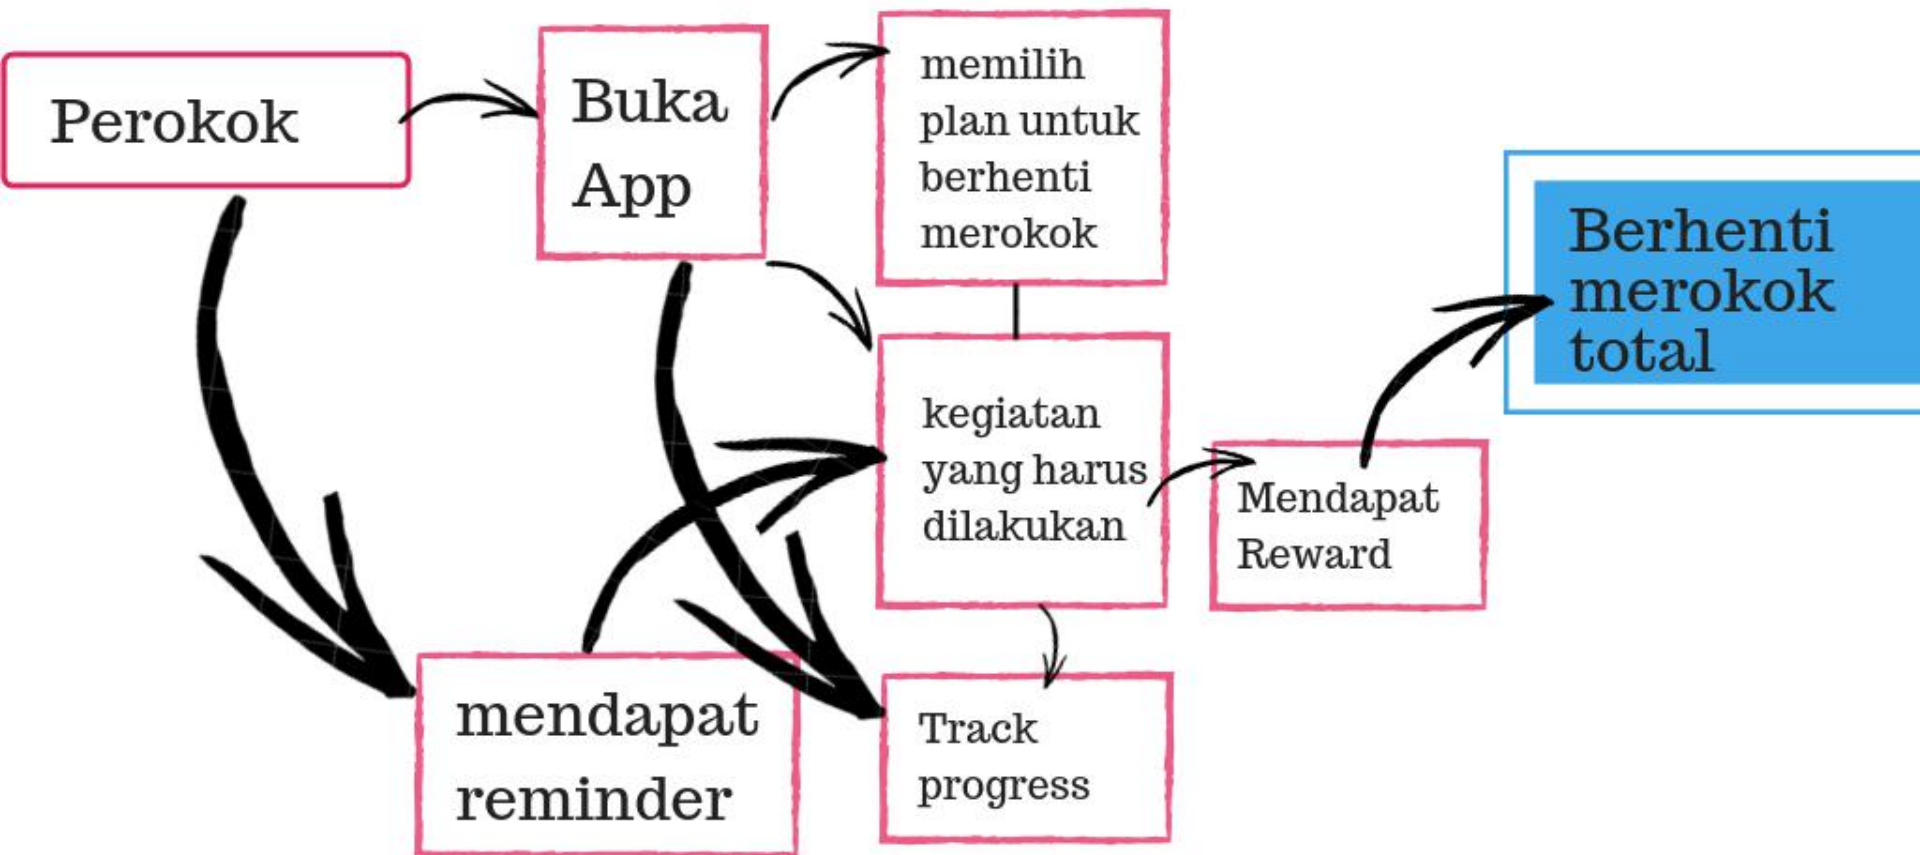 Perokok
Buka
App
memilih
plan untuk
berhenti
merokok
kegiatan
yang harus
dilakukan
Mendapat
Reward
Berhenti
merokok
total
mendapat
reminder
Track
progress